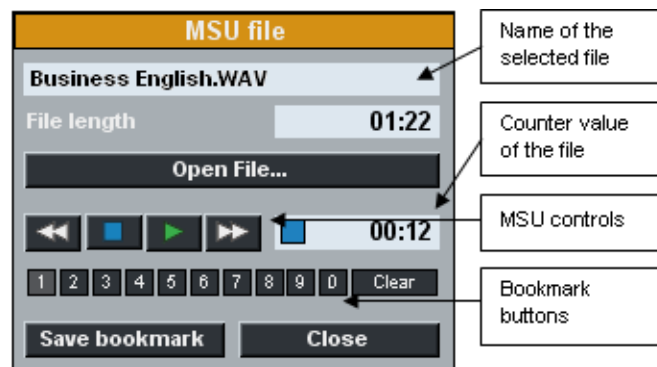 MSU file
Business English.WAV
File length 01:22
Open File...
00:12
1 2 3 4 5 6 7 8 9 0 Clear
Save bookmark Close
Name of the
selected file
Counter value
of the file
MSU controls
Bookmark
buttons